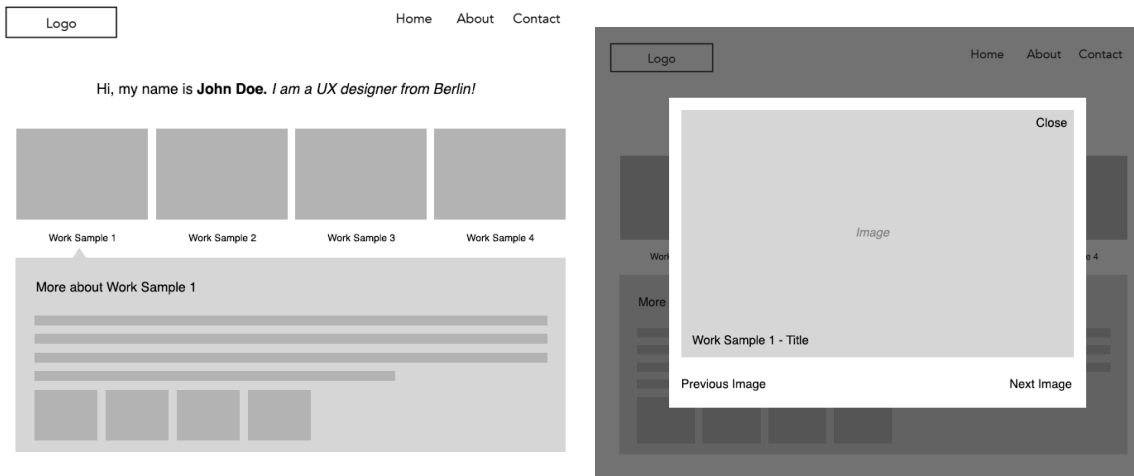 Logo
Home About Contact
Hi, my name is John Doe. I am a UX designer from Berlin!
Work Sample 1 Work Sample 2 Work Sample 3 Work Sample 4
More about Work Sample 1
Logo
Home About Contact
Close
Image
Work Sample 1 - Title
Previous Image Next Image
Wor
e 4
More